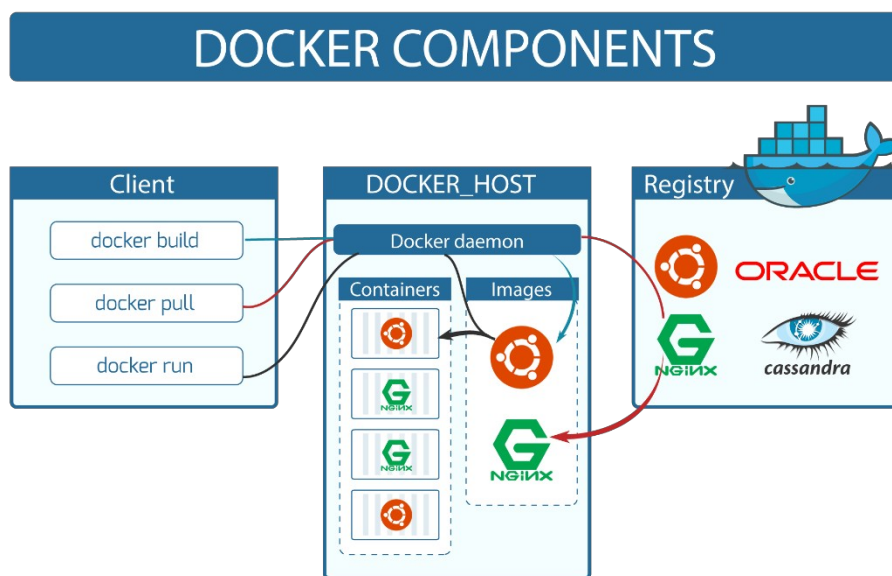 DOCKER COMPONENTS
Client
docker build
docker pull
docker run
DOCKER_HOST
Docker daemon
Containers
NGiNX
NGiNX
Images
NGiNX
Registry
ORACLE
NGiNX
cassandra